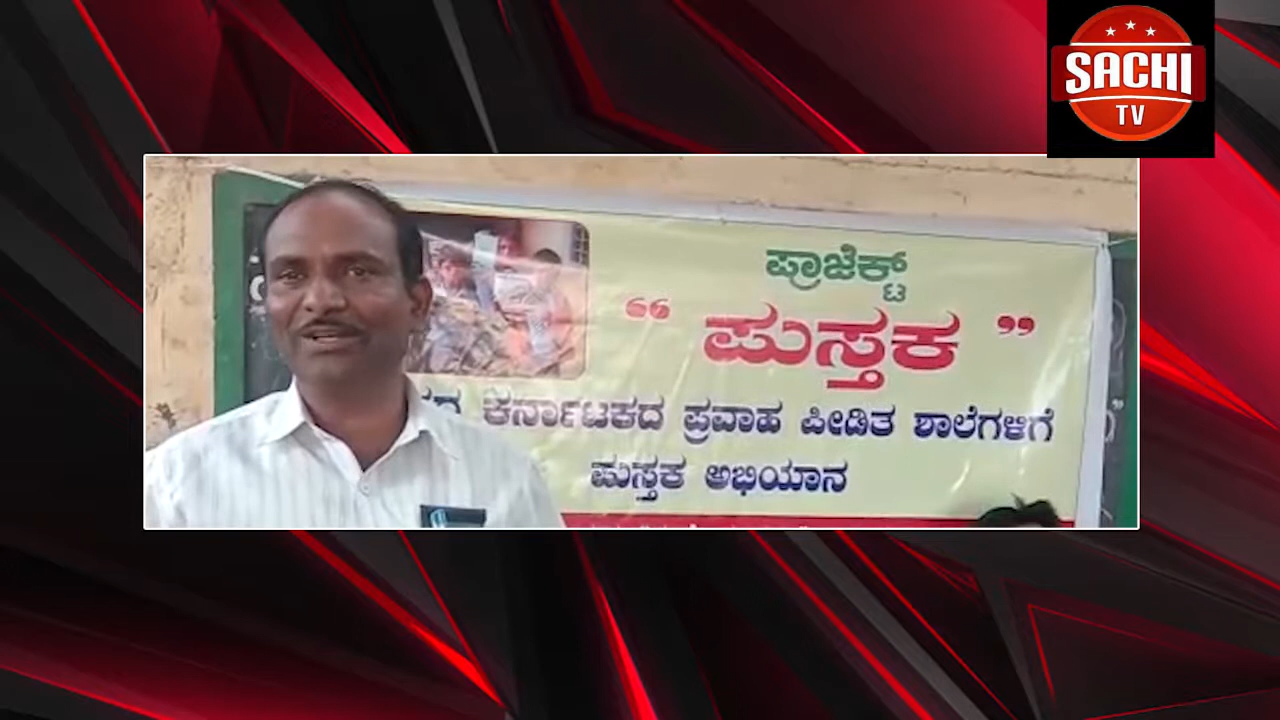 SACHI
TV
ಪ್ರಾಜೆಕ್ಟ್
“ ಪುಸ್ತಕ ”
ಕರ್ನಾಟಕದ ಪ್ರವಾಹ ಪೀಡಿತ ಶಾಲೆಗಳಿಗೆ
ಪುಸ್ತಕ ಅಭಿಯಾನ